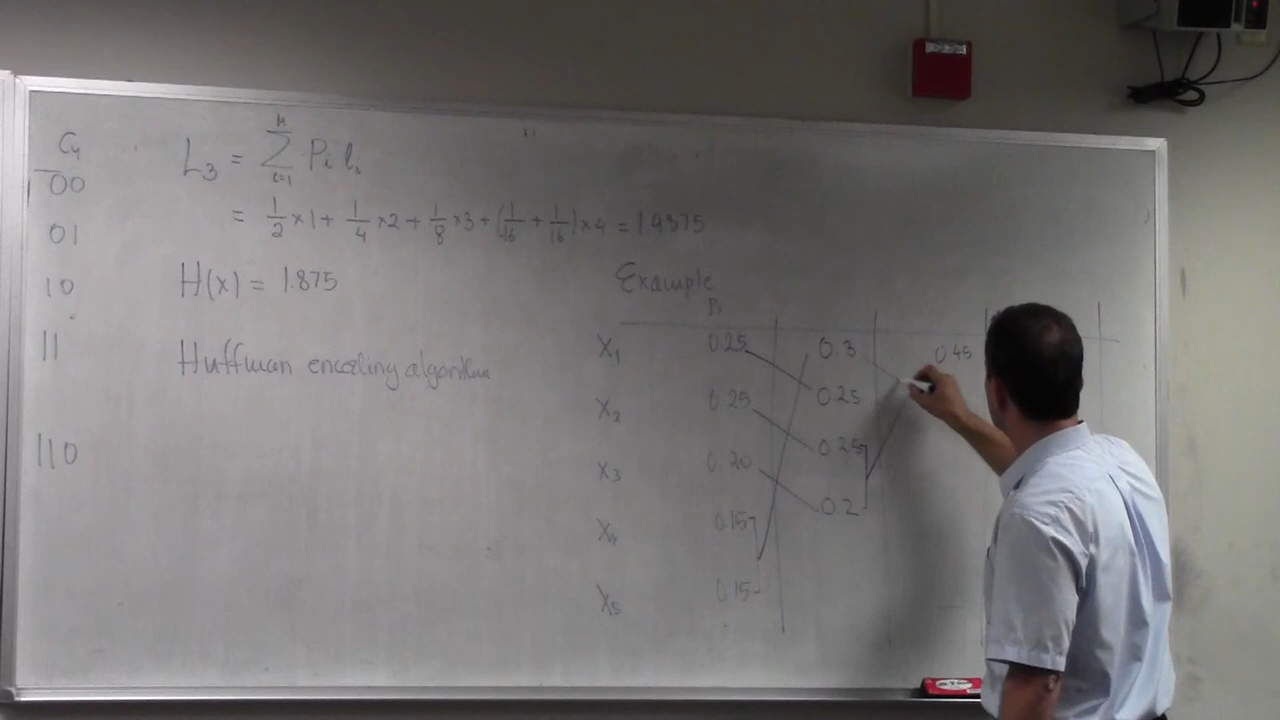 C4
00
01
10
11
110
L3 = Σ i=1 M Pi li
= 1/2 ×1+ 1/4 ×2 + 1/8 ×3 + (1/16 + 1/16) ×4 = 1.9375
H(x) = 1.875
Huffman encoding algorithm
Example
Pi
X1 0.25 0.3 0.45
X2 0.25 0.25
X3 0.20 0.25
X4 0.15 0.2
X5 0.15